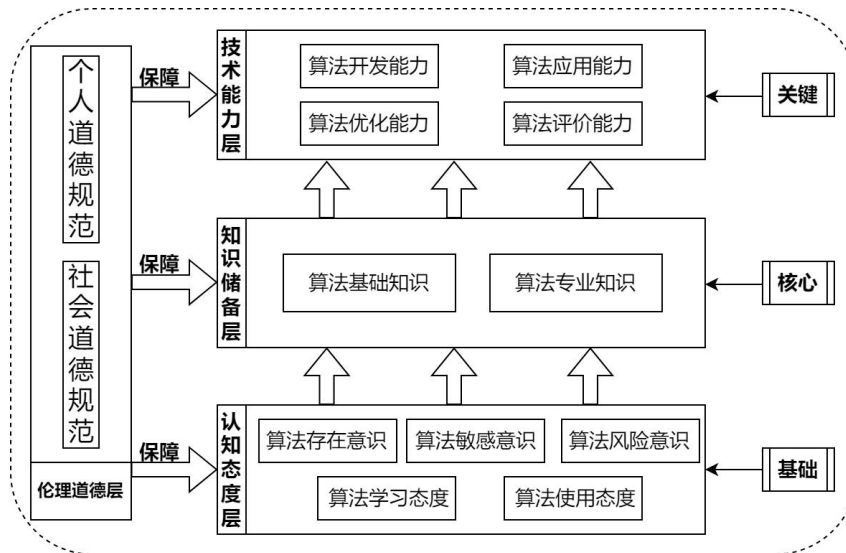 个人道德规范
社会道德规范
伦理道德层
保障
保障
保障
技术能力层
算法开发能力
算法应用能力
算法优化能力
算法评价能力
关键
知识储备层
算法基础知识
算法专业知识
核心
认知态度层
算法存在意识
算法敏感意识
算法风险意识
算法学习态度
算法使用态度
基础